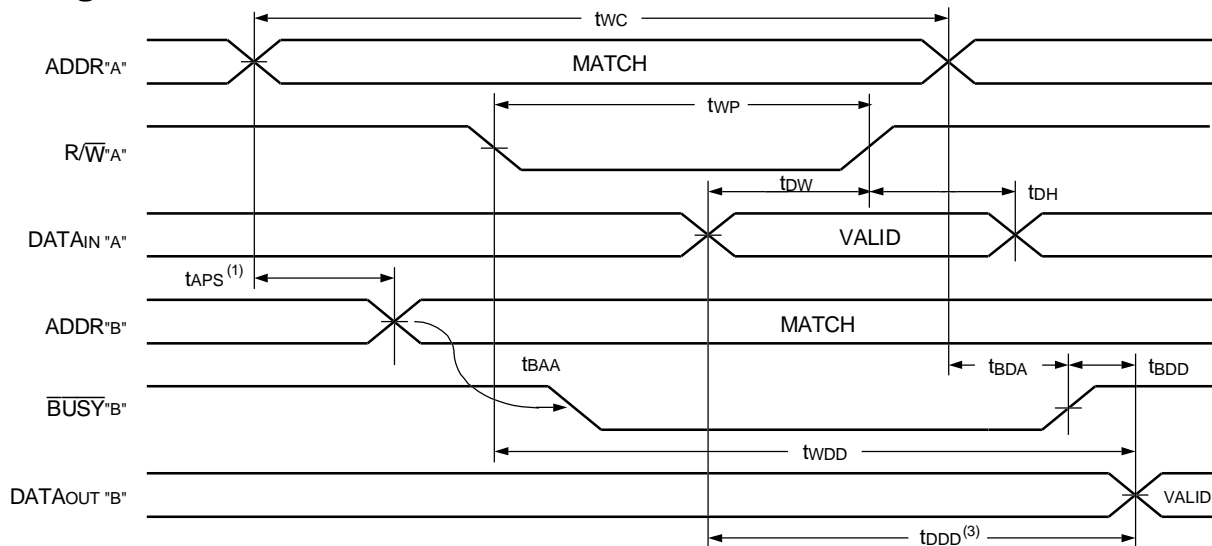 tWC
ADDR"A"
MATCH
tWP
R/W̅"A"
tDW
tDH
DATAIN "A"
VALID
tAPS(1)
ADDR"B"
MATCH
tBAA
tBDA
tBDD
B̅U̅S̅Y̅"B"
tWDD
DATAOUT "B"
VALID
tDDD(3)